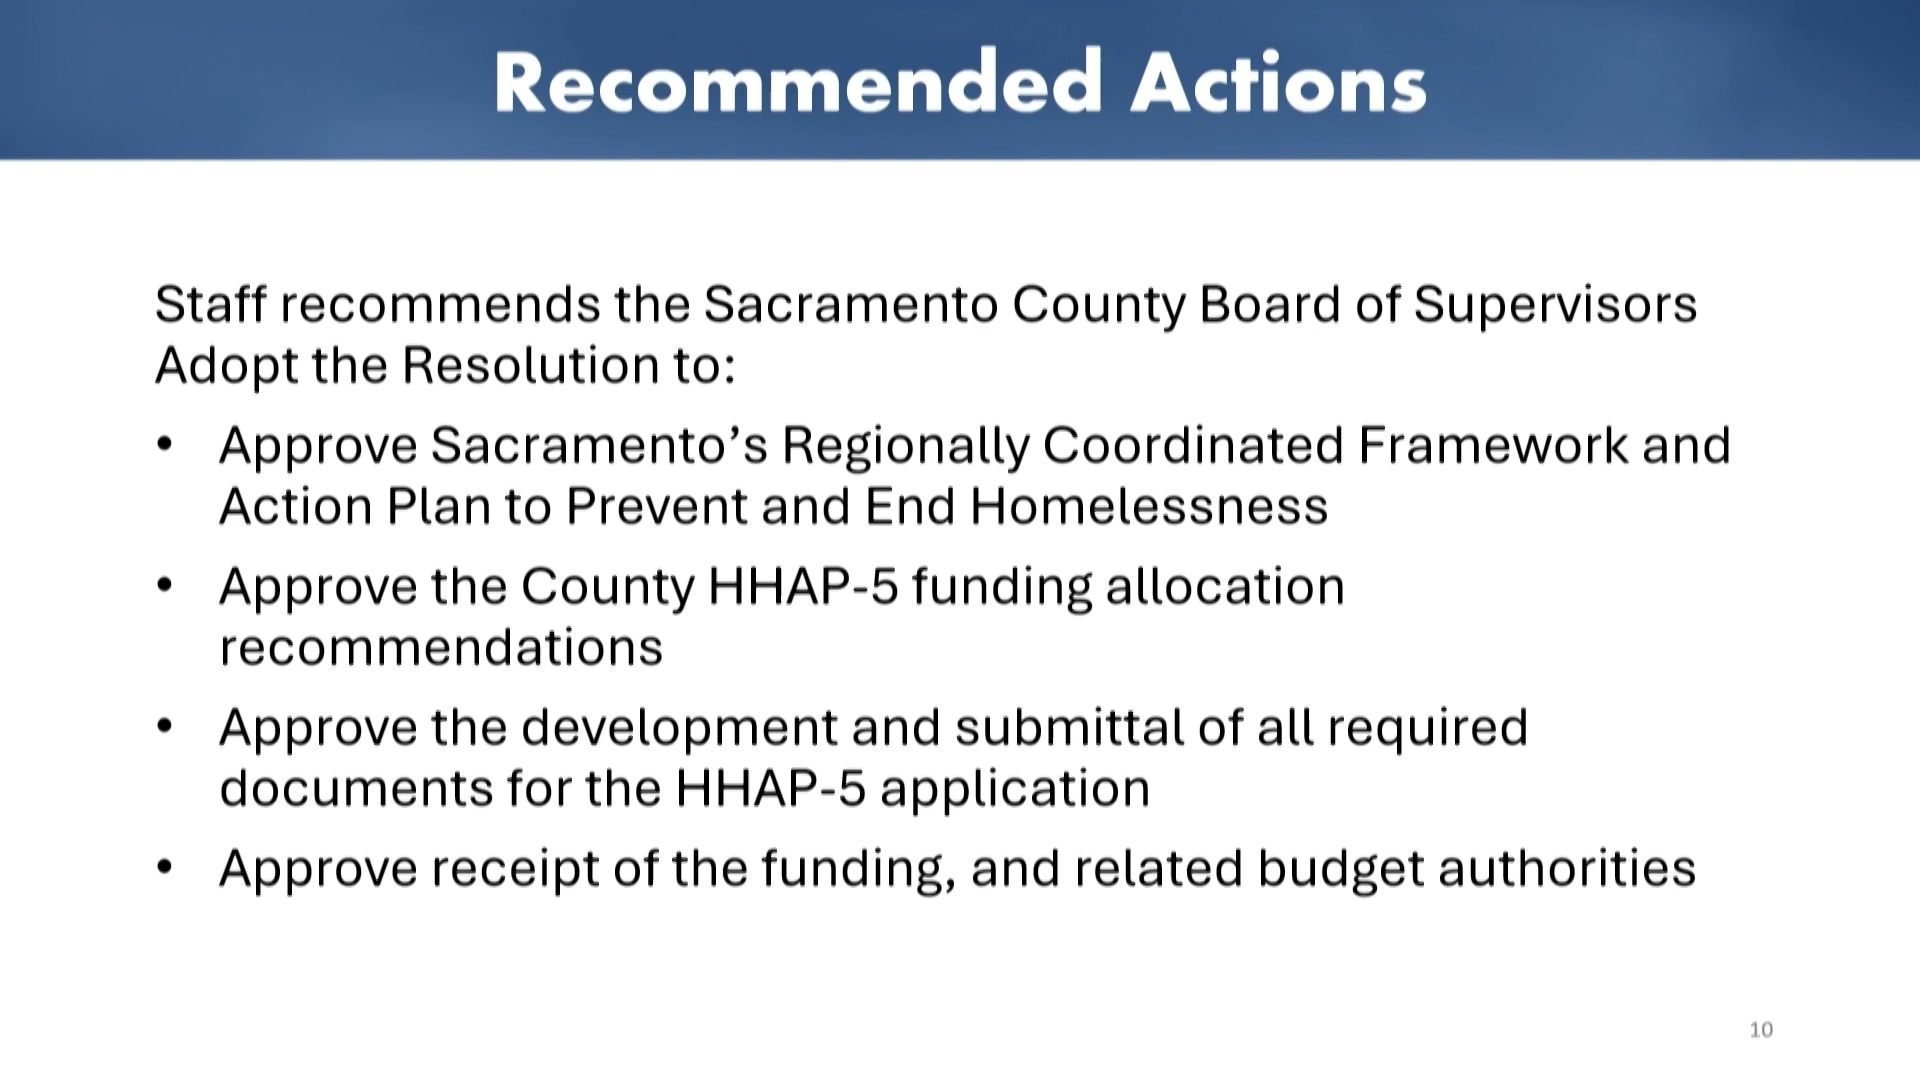 Recommended Actions
Staff recommends the Sacramento County Board of Supervisors
Adopt the Resolution to:
• Approve Sacramento’s Regionally Coordinated Framework and
Action Plan to Prevent and End Homelessness
• Approve the County HHAP-5 funding allocation
recommendations
• Approve the development and submittal of all required
documents for the HHAP-5 application
• Approve receipt of the funding, and related budget authorities
10